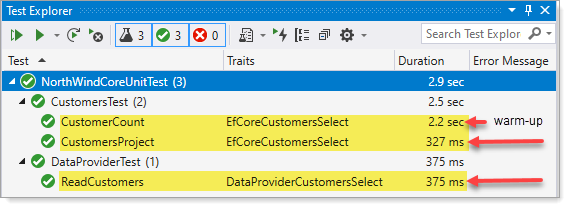 Test Explorer
3 3 0 Search Test Explor
Test Traits Duration Error Message
NorthWindCoreUnitTest (3) 2.9 sec
CustomersTest (2) 2.5 sec
CustomerCount EfCoreCustomersSelect 2.2 sec warm-up
CustomersProject EfCoreCustomersSelect 327 ms
DataProviderTest (1) 375 ms
ReadCustomers DataProviderCustomersSelect 375 ms